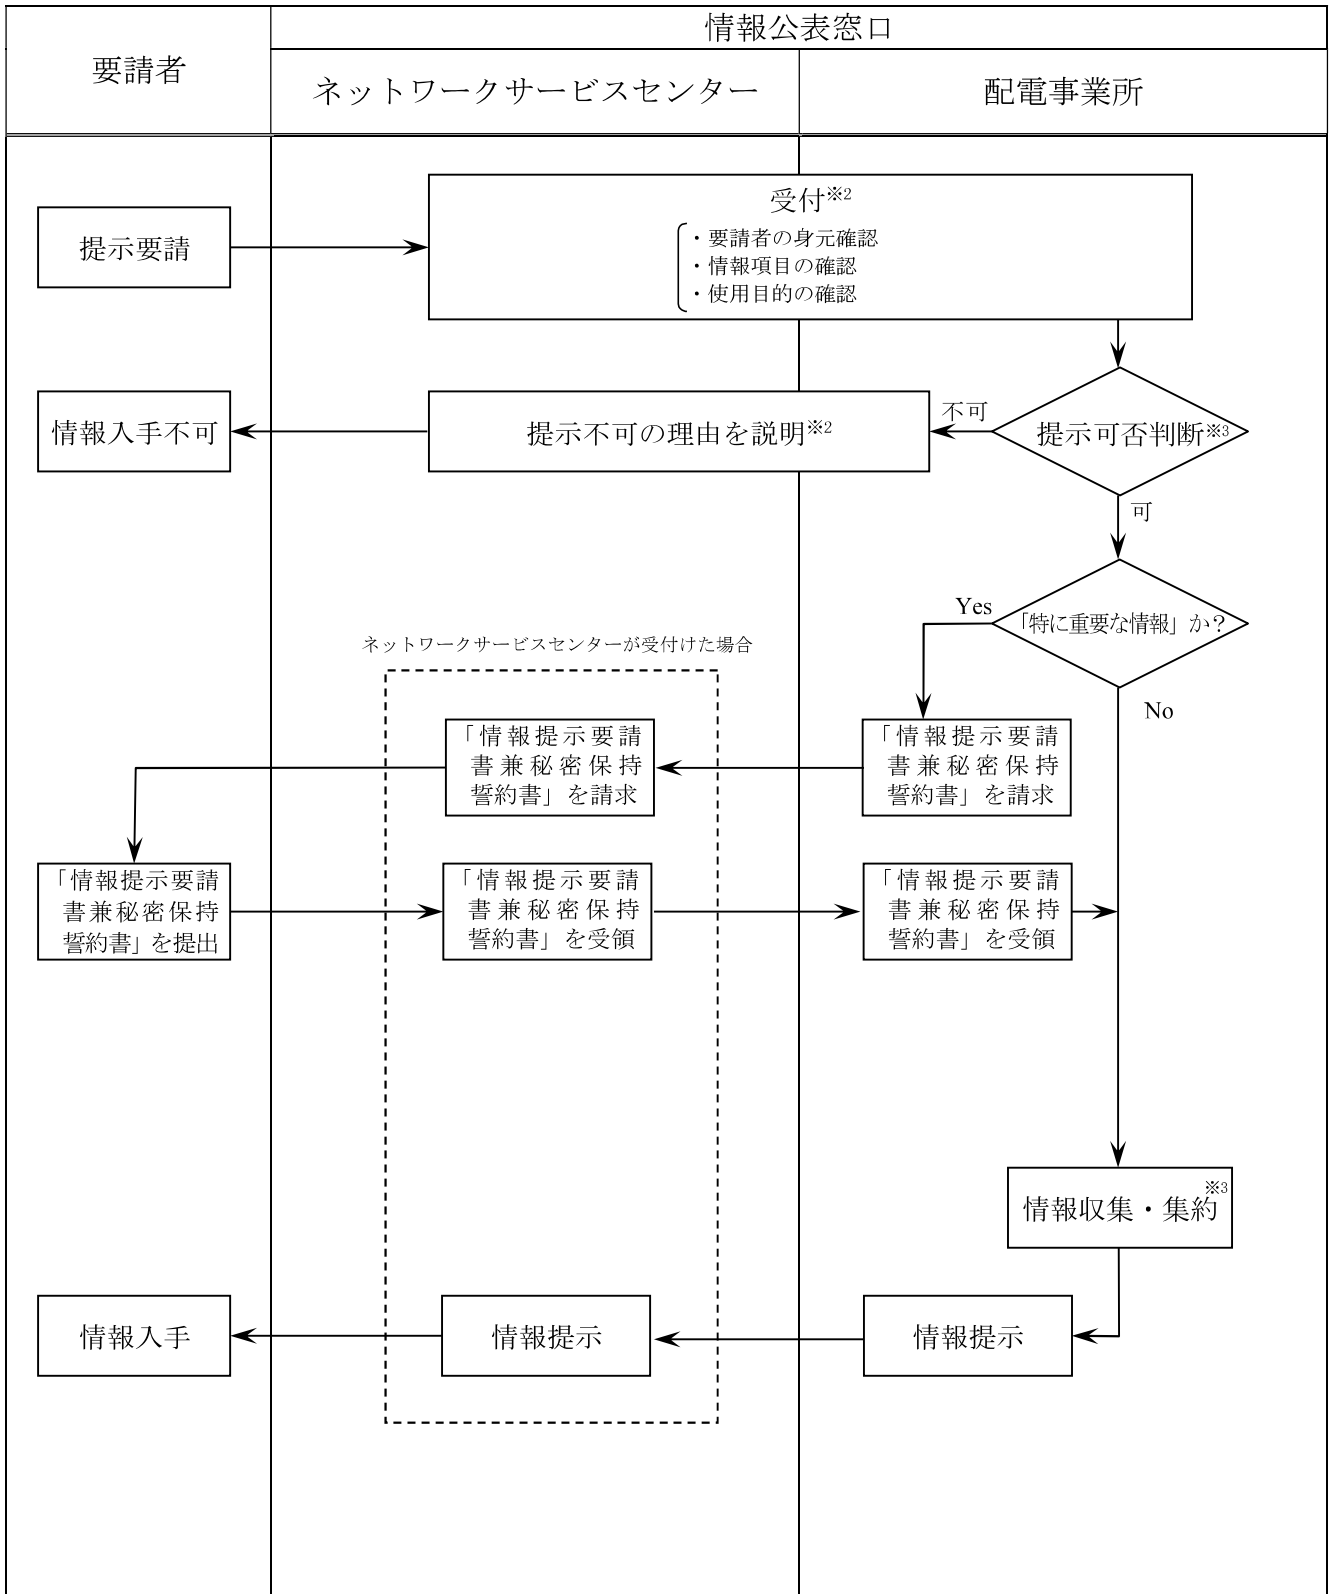 情報公表窓口
要請者
ネットワークサービスセンター
配電事業所
受付※2
・要請者の身元確認
・情報項目の確認
・使用目的の確認
提示要請
情報入手不可
提示不可の理由を説明※2
不可
提示可否判断※3
可
「特に重要な情報」か？
Yes
No
ネットワークサービスセンターが受付けた場合
「情報提示要請
書兼秘密保持
誓約書」を請求
「情報提示要請
書兼秘密保持
誓約書」を請求
「情報提示要請
書兼秘密保持
誓約書」を提出
「情報提示要請
書兼秘密保持
誓約書」を受領
「情報提示要請
書兼秘密保持
誓約書」を受領
情報収集・集約※3
情報入手
情報提示
情報提示